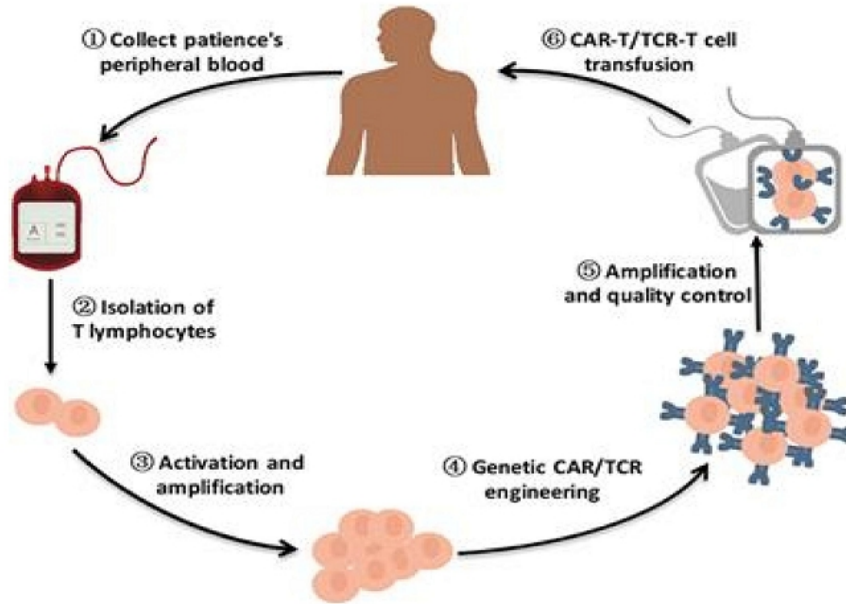 ① Collect patience's
peripheral blood
⑥ CAR-T/TCR-T cell
transfusion
A
② Isolation of
T lymphocytes
⑤ Amplification
and quality control
③ Activation and
amplification
④ Genetic CAR/TCR
engineering